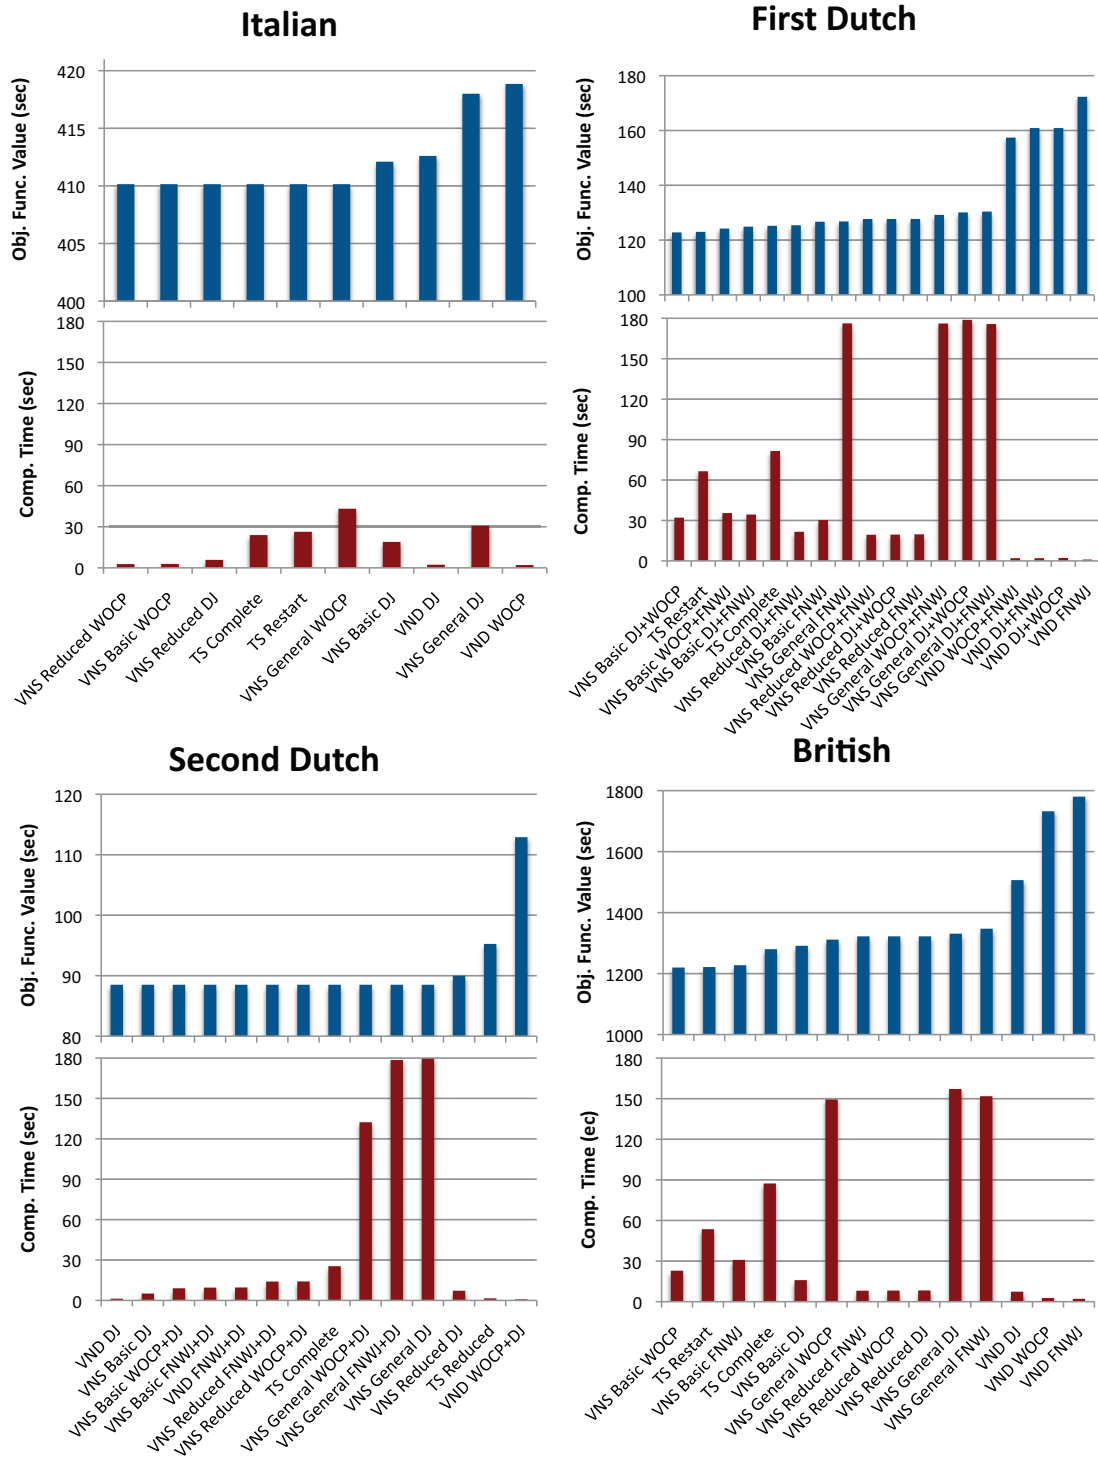 Italian
Obj. Func. Value (sec)
420
415
410
405
400
Comp. Time (sec)
180
150
120
90
60
30
0
VNS Reduced WOCP
VNS Basic WOCP
VNS Reduced DJ
TS Complete
TS Restart
VNS General WOCP
VNS Basic DJ
VND DJ
VNS General DJ
VND WOCP
First Dutch
Obj. Func. Value (sec)
180
160
140
120
100
Comp. Time (sec)
180
150
120
90
60
30
0
VNS Basic DJ+WOCP
TS Restart
VNS Basic WOCP+FNWJ
VNS Basic DJ+FNWJ
TS Complete
VNS Reduced DJ+FNWJ
VNS Basic FNWJ
VNS General FNWJ
VNS Reduced WOCP+FNWJ
VNS Reduced DJ+WOCP
VNS Reduced FNWJ
VNS General WOCP+FNWJ
VNS General DJ+WOCP
VNS General DJ+FNWJ
VND WOCP+FNWJ
VND DJ+FNWJ
VND DJ+WOCP
VND FNWJ
Second Dutch
Obj. Func. Value (sec)
120
110
100
90
80
Comp. Time (sec)
180
150
120
90
60
30
0
VND DJ
VNS Basic DJ
VNS Basic WOCP+DJ
VNS Basic FNWJ+DJ
VND FNWJ+DJ
VNS Reduced FNWJ+DJ
VNS Reduced WOCP+DJ
TS Complete
VNS General WOCP+DJ
VNS General FNWJ+DJ
VNS General DJ
VNS Reduced DJ
TS Reduced
VND WOCP+DJ
British
Obj. Func. Value (sec)
1800
1600
1400
1200
1000
Comp. Time (ec)
180
150
120
90
60
30
0
VNS Basic WOCP
TS Restart
VNS Basic FNWJ
TS Complete
VNS Basic DJ
VNS General WOCP
VNS Reduced FNWJ
VNS Reduced WOCP
VNS Reduced DJ
VNS General DJ
VNS General FNWJ
VND DJ
VND WOCP
VND FNWJ